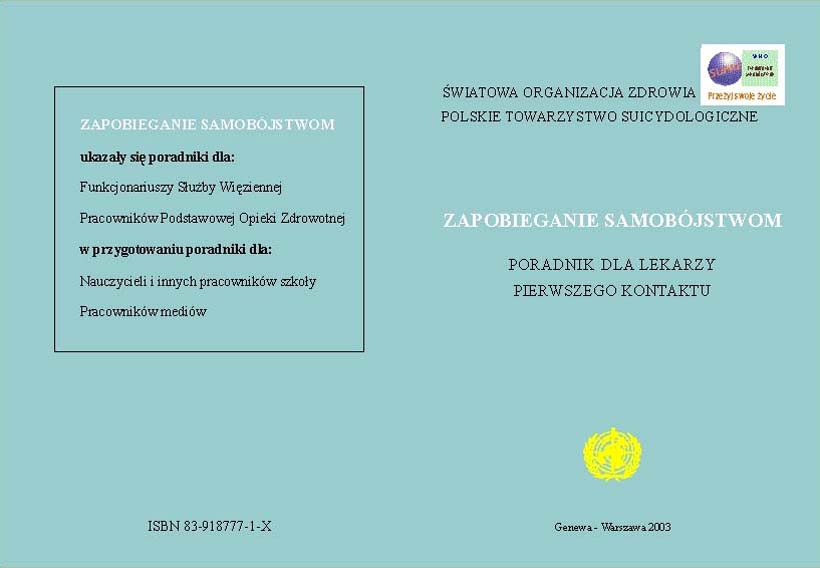 ZAPOBIEGANIE SAMOBÓJSTWOM
ukazały się poradniki dla:
Funkcjonariuszy Służby Więziennej
Pracowników Podstawowej Opieki Zdrowotnej
w przygotowaniu poradniki dla:
Nauczycieli i innych pracowników szkoły
Pracowników mediów
ISBN 83-918777-1-X
ŚWIATOWA ORGANIZACJA ZDROWIA
POLSKIE TOWARZYSTWO SUICYDOLOGICZNE
WHO
Przeżyj swoje życie
ZAPOBIEGANIE SAMOBÓJSTWOM
PORADNIK DLA LEKARZY
PIERWSZEGO KONTAKTU
Genewa - Warszawa 2003